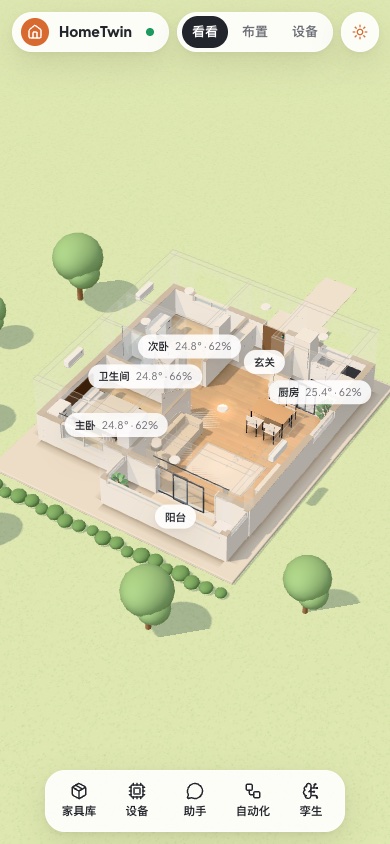 HomeTwin
看看 布置 设备
次卧 24.8° · 62%
玄关
卫生间 24.8° · 66%
厨房 25.4° · 62%
主卧 24.8° · 62%
阳台
家具库 设备 助手 自动化 孪生